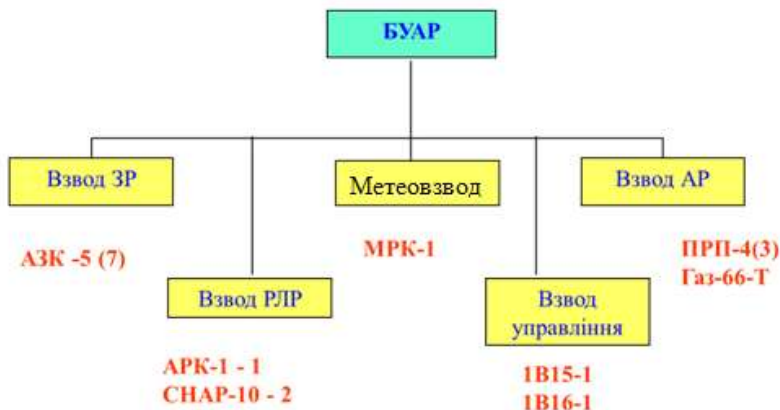 БУАР
Взвод ЗР
Метеовзвод
Взвод АР
АЗК -5 (7)
МРК-1
ПРП-4(3)
Газ-66-Т
Взвод РЛР
Взвод
управління
АРК-1 - 1
СНАР-10 - 2
1В15-1
1В16-1